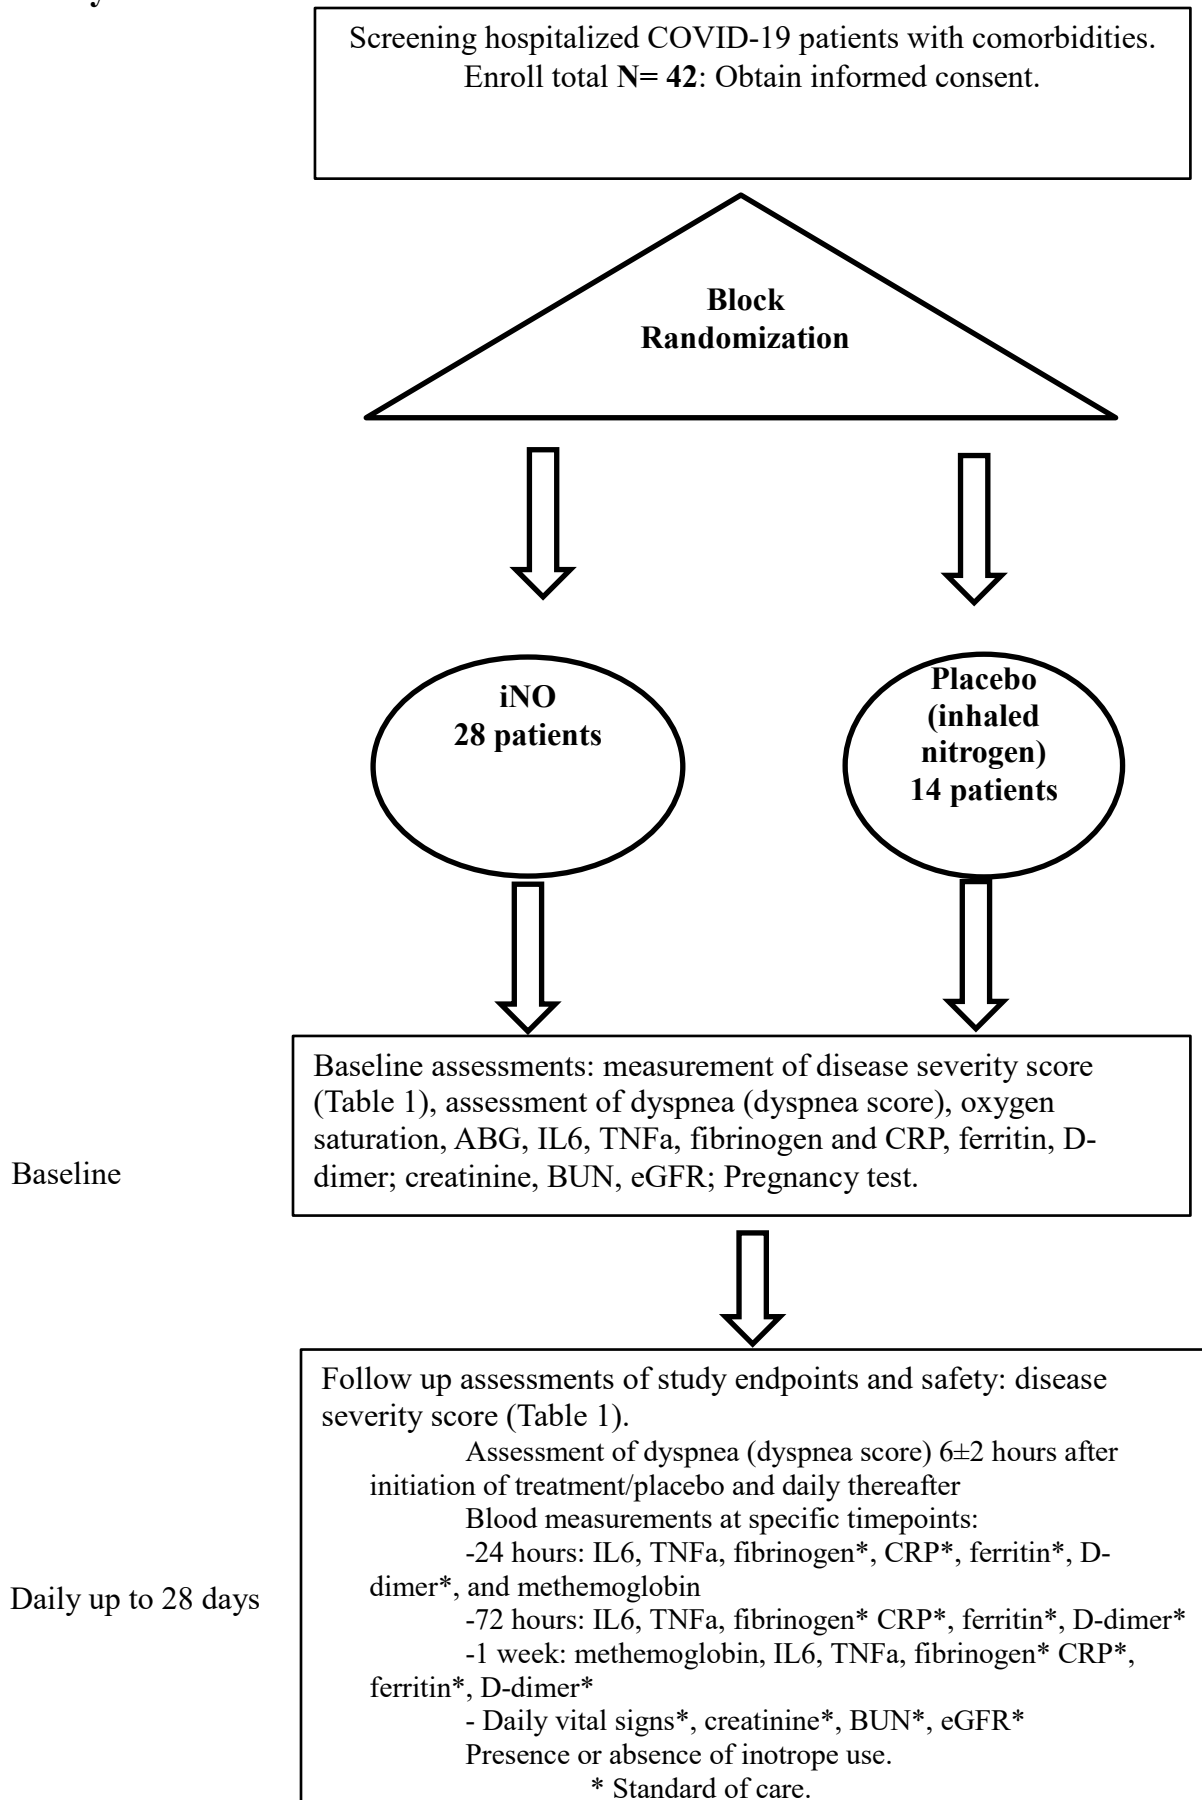 Screening hospitalized COVID-19 patients with comorbidities.
Enroll total N= 42: Obtain informed consent.
Block
Randomization
iNO
28 patients
Placebo
(inhaled
nitrogen)
14 patients
Baseline
Baseline assessments: measurement of disease severity score
(Table 1), assessment of dyspnea (dyspnea score), oxygen
saturation, ABG, IL6, TNFa, fibrinogen and CRP, ferritin, D-
dimer; creatinine, BUN, eGFR; Pregnancy test.
Daily up to 28 days
Follow up assessments of study endpoints and safety: disease
severity score (Table 1).
Assessment of dyspnea (dyspnea score) 6±2 hours after
initiation of treatment/placebo and daily thereafter
Blood measurements at specific timepoints:
-24 hours: IL6, TNFa, fibrinogen*, CRP*, ferritin*, D-
dimer*, and methemoglobin
-72 hours: IL6, TNFa, fibrinogen* CRP*, ferritin*, D-dimer*
-1 week: methemoglobin, IL6, TNFa, fibrinogen* CRP*,
ferritin*, D-dimer*
- Daily vital signs*, creatinine*, BUN*, eGFR*
Presence or absence of inotrope use.
* Standard of care.